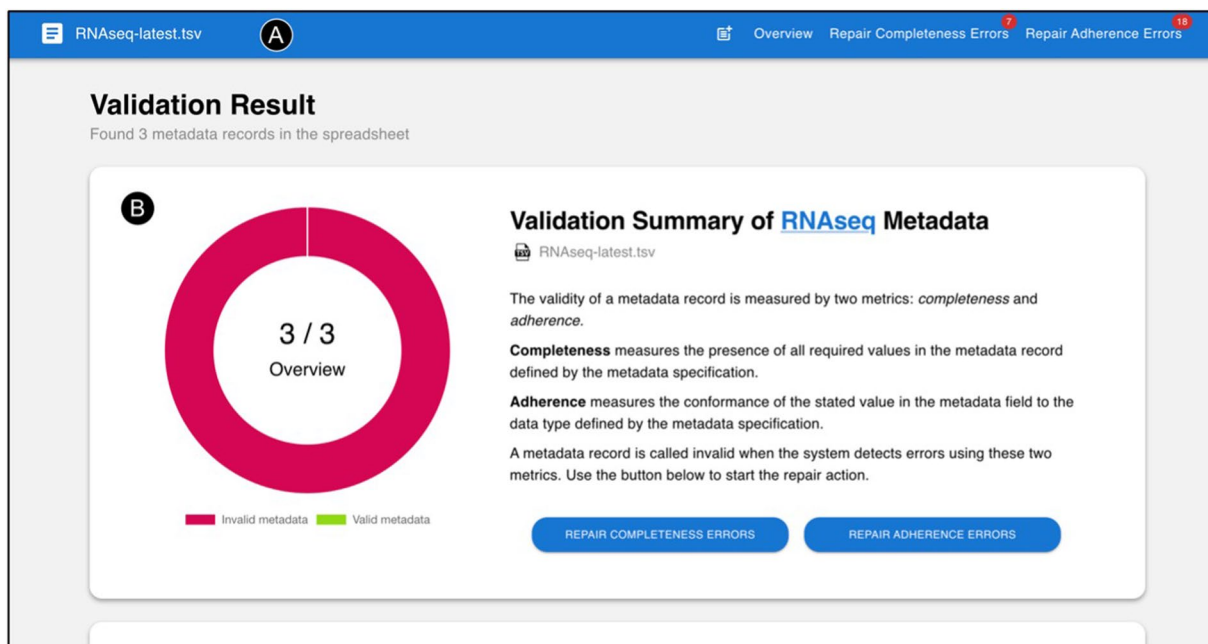 RNAseq-latest.tsv
A
Overview
Repair Completeness Errors
7
Repair Adherence Errors
18
Validation Result
Found 3 metadata records in the spreadsheet
B
3 / 3
Overview
Invalid metadata
Valid metadata
Validation Summary of RNAseq Metadata
TSV
RNAseq-latest.tsv
The validity of a metadata record is measured by two metrics: completeness and
adherence.
Completeness measures the presence of all required values in the metadata record
defined by the metadata specification.
Adherence measures the conformance of the stated value in the metadata field to the
data type defined by the metadata specification.
A metadata record is called invalid when the system detects errors using these two
metrics. Use the button below to start the repair action.
REPAIR COMPLETENESS ERRORS
REPAIR ADHERENCE ERRORS